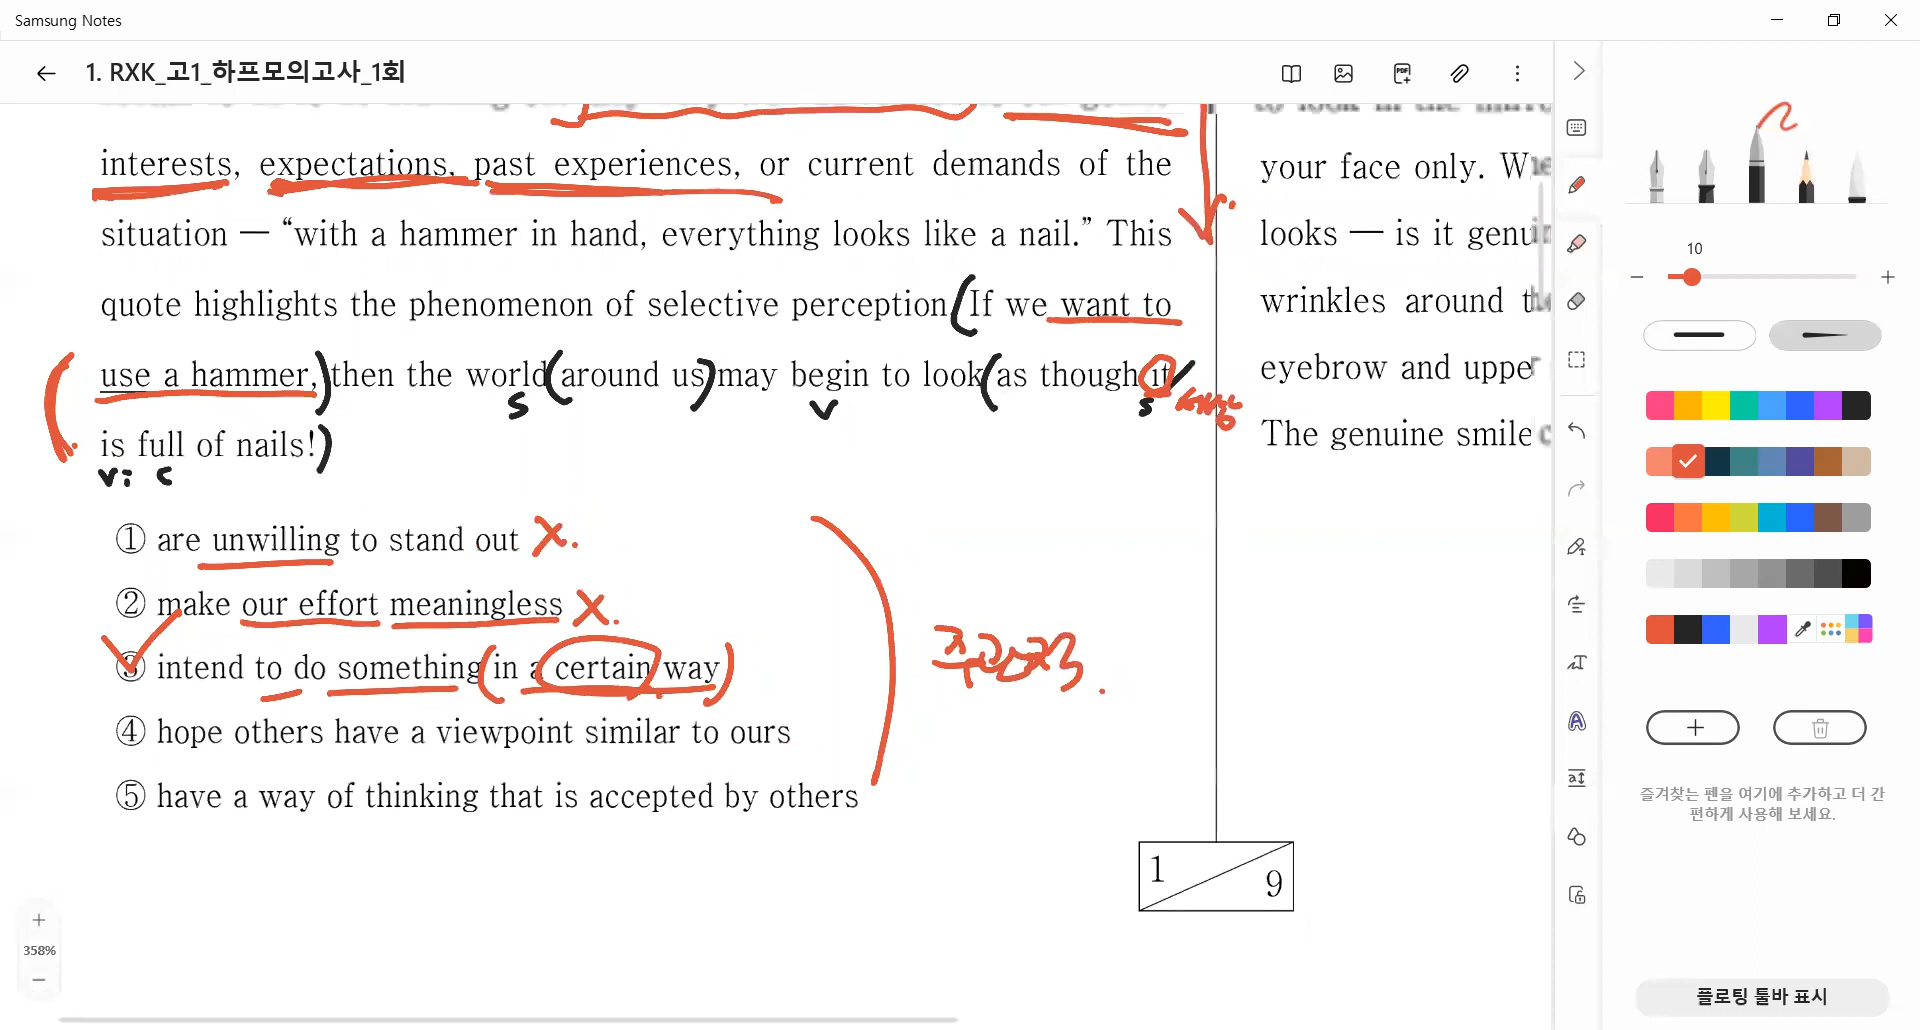 Samsung Notes
1. RXK_고1_하프모의고사_1회
interests, expectations, past experiences, or current demands of the
situation — “with a hammer in hand, everything looks like a nail.” This
quote highlights the phenomenon of selective perception. If we want to
use a hammer, then the world around us may begin to look as though it
S V S
is full of nails!
Vi C
① are unwilling to stand out X.
② make our effort meaningless X.
③ intend to do something in a certain way
④ hope others have a viewpoint similar to ours
⑤ have a way of thinking that is accepted by others
your face only.
looks — is it
wrinkles around
eyebrow and upper
The genuine smile
1
9
358%
PDF
10
즐겨찾는 펜을 여기에 추가하고 더 간
편하게 사용해 보세요.
플로팅 툴바 표시